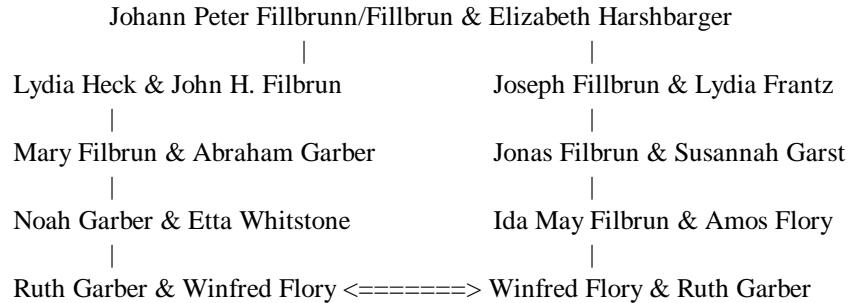 Johann Peter Fillbrunn/Fillbrun & Elizabeth Harshbarger
| |
Lydia Heck & John H. Filbrun Joseph Fillbrun & Lydia Frantz
| |
Mary Filbrun & Abraham Garber Jonas Filbrun & Susannah Garst
| |
Noah Garber & Etta Whitstone Ida May Filbrun & Amos Flory
| |
Ruth Garber & Winfred Flory <=======> Winfred Flory & Ruth Garber